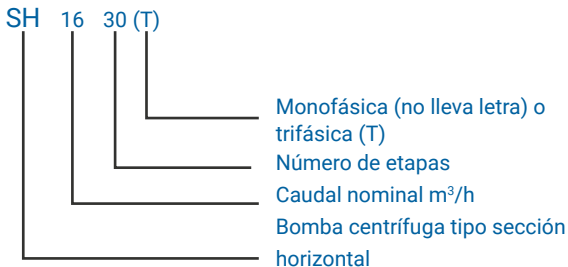 SH 16 30 (T)
Monofásica (no lleva letra) o
trifásica (T)
Número de etapas
Caudal nominal m³/h
Bomba centrífuga tipo sección
horizontal